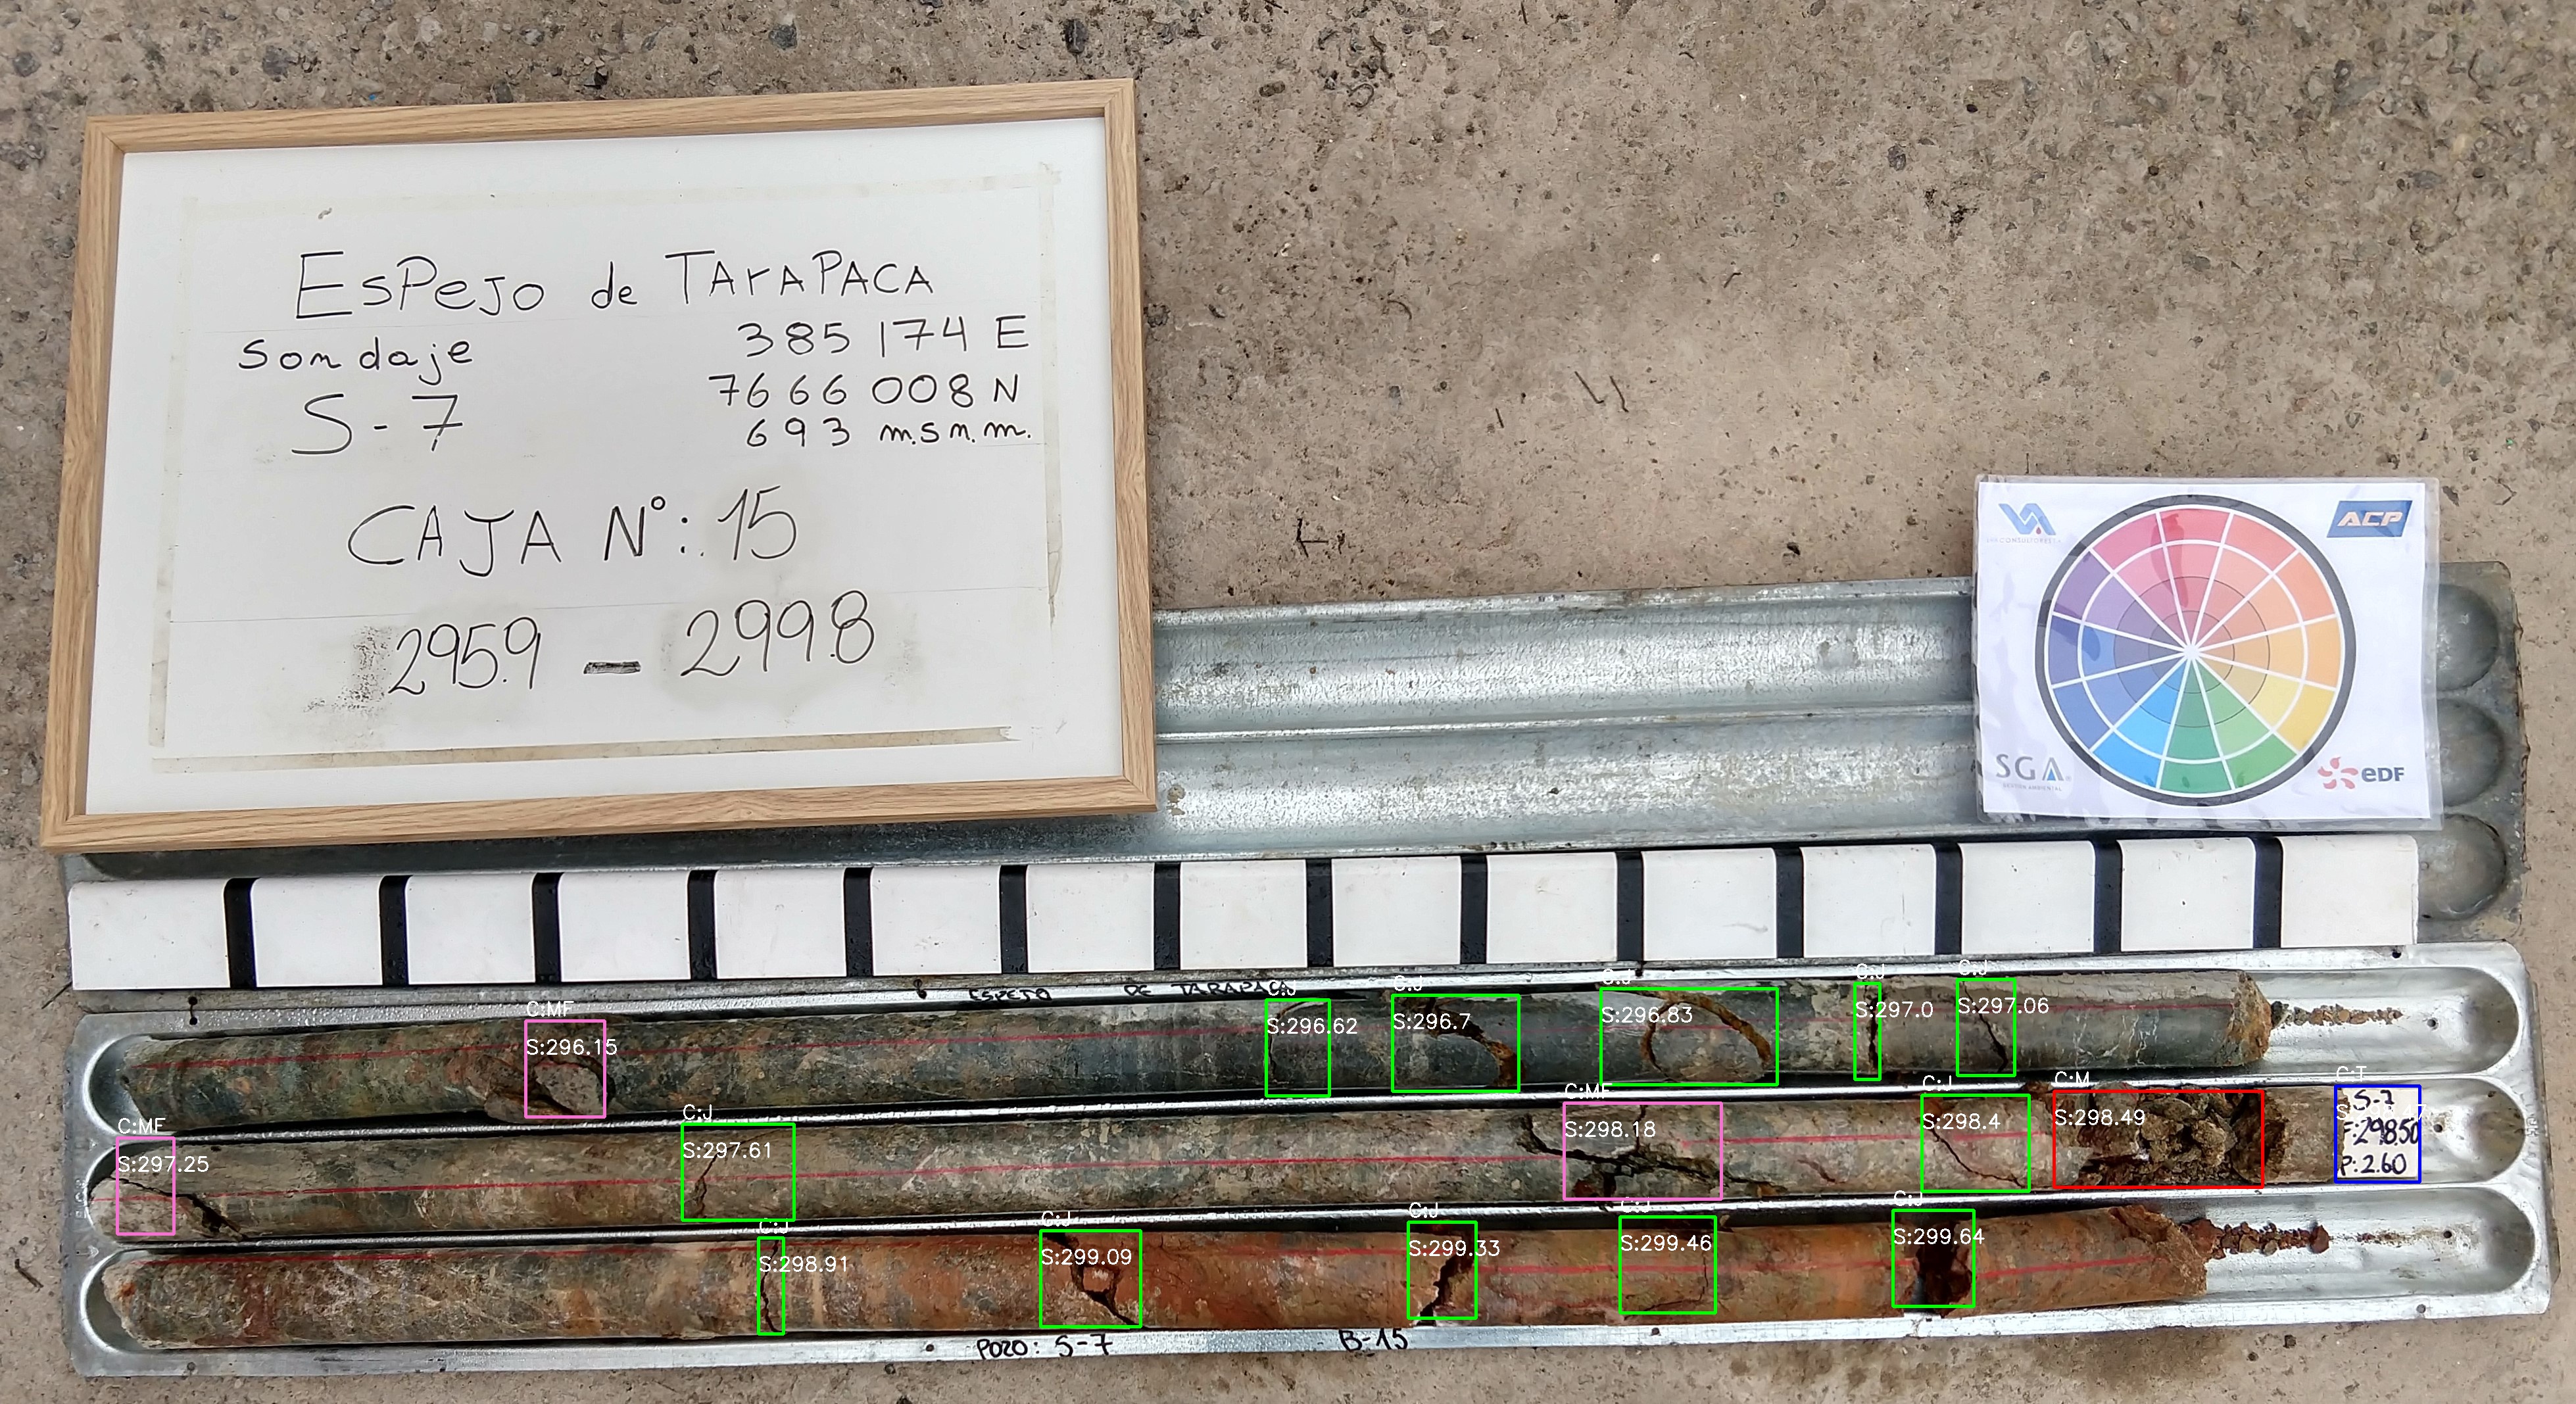 ESPEJO de TARAPACA
Sondaje
385 174 E
S-7
7666 008 N
693 m.s.n.m.
CAJA N°: 15
295.9 - 299.8
ACP
SGA
eDF
ESPEJO DE TARAPACA
C:MF
S:296.15
C:J
S:296.62
C:J
S:296.7
C:J
S:296.83
C:J
S:297.0
C:J
S:297.06
C:MF
S:297.25
C:J
S:297.61
C:MF
S:298.18
C:J
S:298.4
C:M
S:298.49
C:T
S-7
F:298.50
P:2.60
C:J
S:298.91
C:J
S:299.09
C:J
S:299.33
C:J
S:299.46
C:J
S:299.64
POZO: S-7 B-15